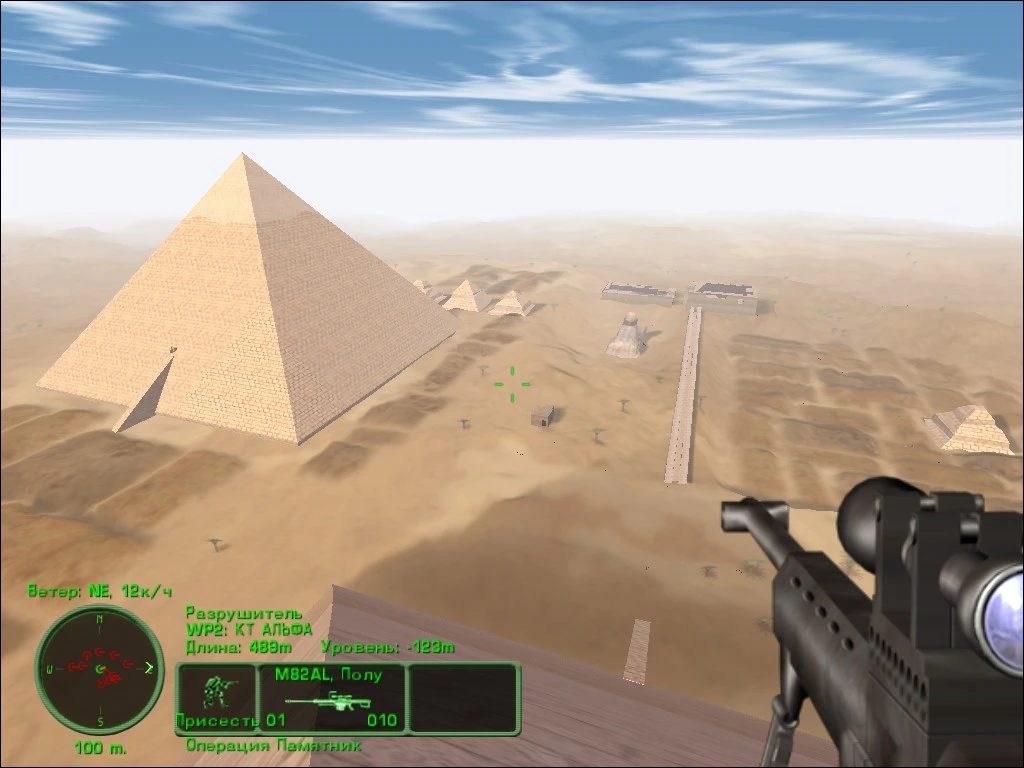 Ветер: NE, 12к/ч
N
W
S
100 m.
Разрушитель
WP2: КТ АЛЬФА
Длина: 489m Уровень: -123m
M82AL, Полу
Присесть 01 010
Операция Памятник